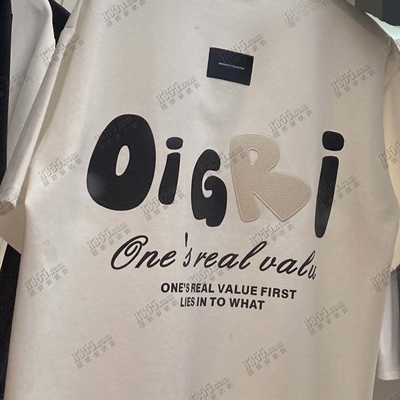 OiGRi
One's real valu
ONE'S REAL VALUE FIRST
LIES IN TO WHAT